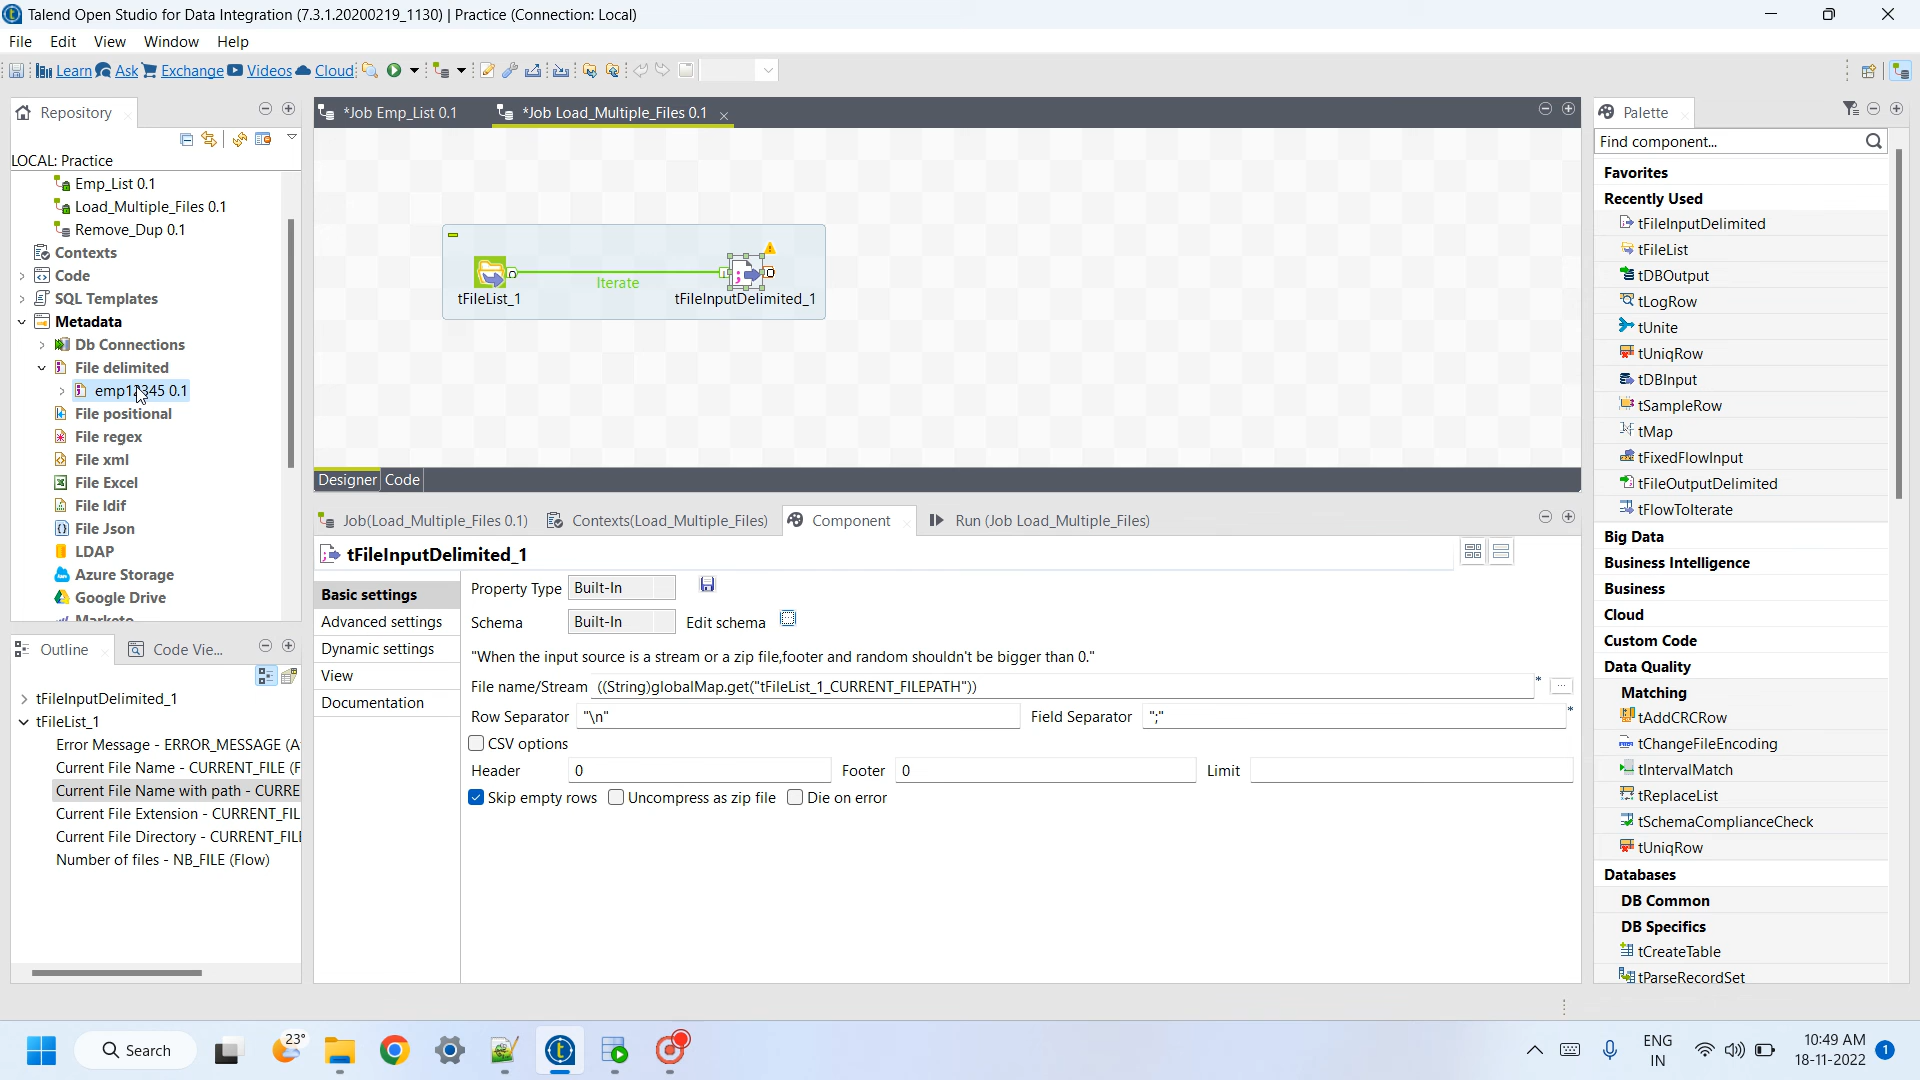 Talend Open Studio for Data Integration (7.3.1.20200219_1130) | Practice (Connection: Local)
File Edit View Window Help
Learn Ask Exchange Videos Cloud
Repository
LOCAL: Practice
Emp_List 0.1
Load_Multiple_Files 0.1
Remove_Dup 0.1
Contexts
Code
SQL Templates
Metadata
Db Connections
File delimited
emp12345 0.1
File positional
File regex
File xml
File Excel
File ldif
File Json
LDAP
Azure Storage
Google Drive
Marketo
Outline Code Vie...
tFileInputDelimited_1
tFileList_1
Error Message - ERROR_MESSAGE (A
Current File Name - CURRENT_FILE (F
Current File Name with path - CURRE
Current File Extension - CURRENT_FIL
Current File Directory - CURRENT_FILE
Number of files - NB_FILE (Flow)
*Job Emp_List 0.1 *Job Load_Multiple_Files 0.1
tFileList_1
Iterate
tFileInputDelimited_1
Designer Code
Job(Load_Multiple_Files 0.1) Contexts(Load_Multiple_Files) Component Run (Job Load_Multiple_Files)
tFileInputDelimited_1
Basic settings
Advanced settings
Dynamic settings
View
Documentation
Property Type Built-In
Schema Built-In Edit schema
"When the input source is a stream or a zip file,footer and random shouldn't be bigger than 0."
File name/Stream ((String)globalMap.get("tFileList_1_CURRENT_FILEPATH")) * ...
Row Separator "\n" Field Separator ";" *
CSV options
Header 0 Footer 0 Limit
Skip empty rows Uncompress as zip file Die on error
Palette
Find component...
Favorites
Recently Used
tFileInputDelimited
tFileList
tDBOutput
tLogRow
tUnite
tUniqRow
tDBInput
tSampleRow
tMap
tFixedFlowInput
tFileOutputDelimited
tFlowToIterate
Big Data
Business Intelligence
Business
Cloud
Custom Code
Data Quality
Matching
tAddCRCRow
tChangeFileEncoding
tIntervalMatch
tReplaceList
tSchemaComplianceCheck
tUniqRow
Databases
DB Common
DB Specifics
tCreateTable
tParseRecordSet
Search
23°
ENG
IN
10:49 AM
18-11-2022
1